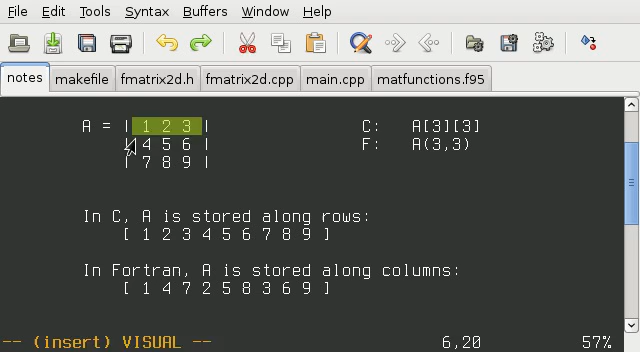 File Edit Tools Syntax Buffers Window Help
notes makefile fmatrix2d.h fmatrix2d.cpp main.cpp matfunctions.f95
A = | 1 2 3 | C: A[3][3]
| 4 5 6 | F: A(3,3)
| 7 8 9 |
In C, A is stored along rows:
[ 1 2 3 4 5 6 7 8 9 ]
In Fortran, A is stored along columns:
[ 1 4 7 2 5 8 3 6 9 ]
-- (insert) VISUAL -- 6,20 57%